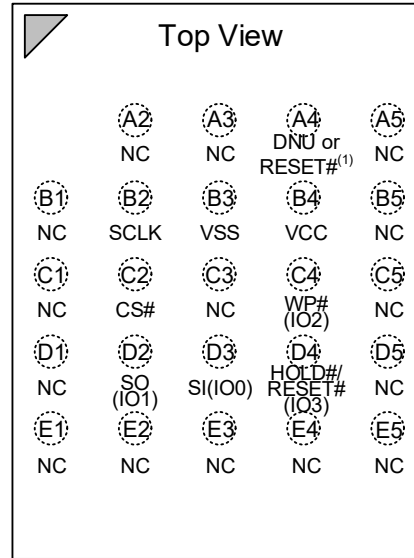 Top View
A2 A3 A4 A5
NC NC DNU or RESET#(1) NC
B1 B2 B3 B4 B5
NC SCLK VSS VCC NC
C1 C2 C3 C4 C5
NC CS# NC WP# (IO2) NC
D1 D2 D3 D4 D5
NC SO (IO1) SI(IO0) HOLD#/ RESET# (IO3) NC
E1 E2 E3 E4 E5
NC NC NC NC NC